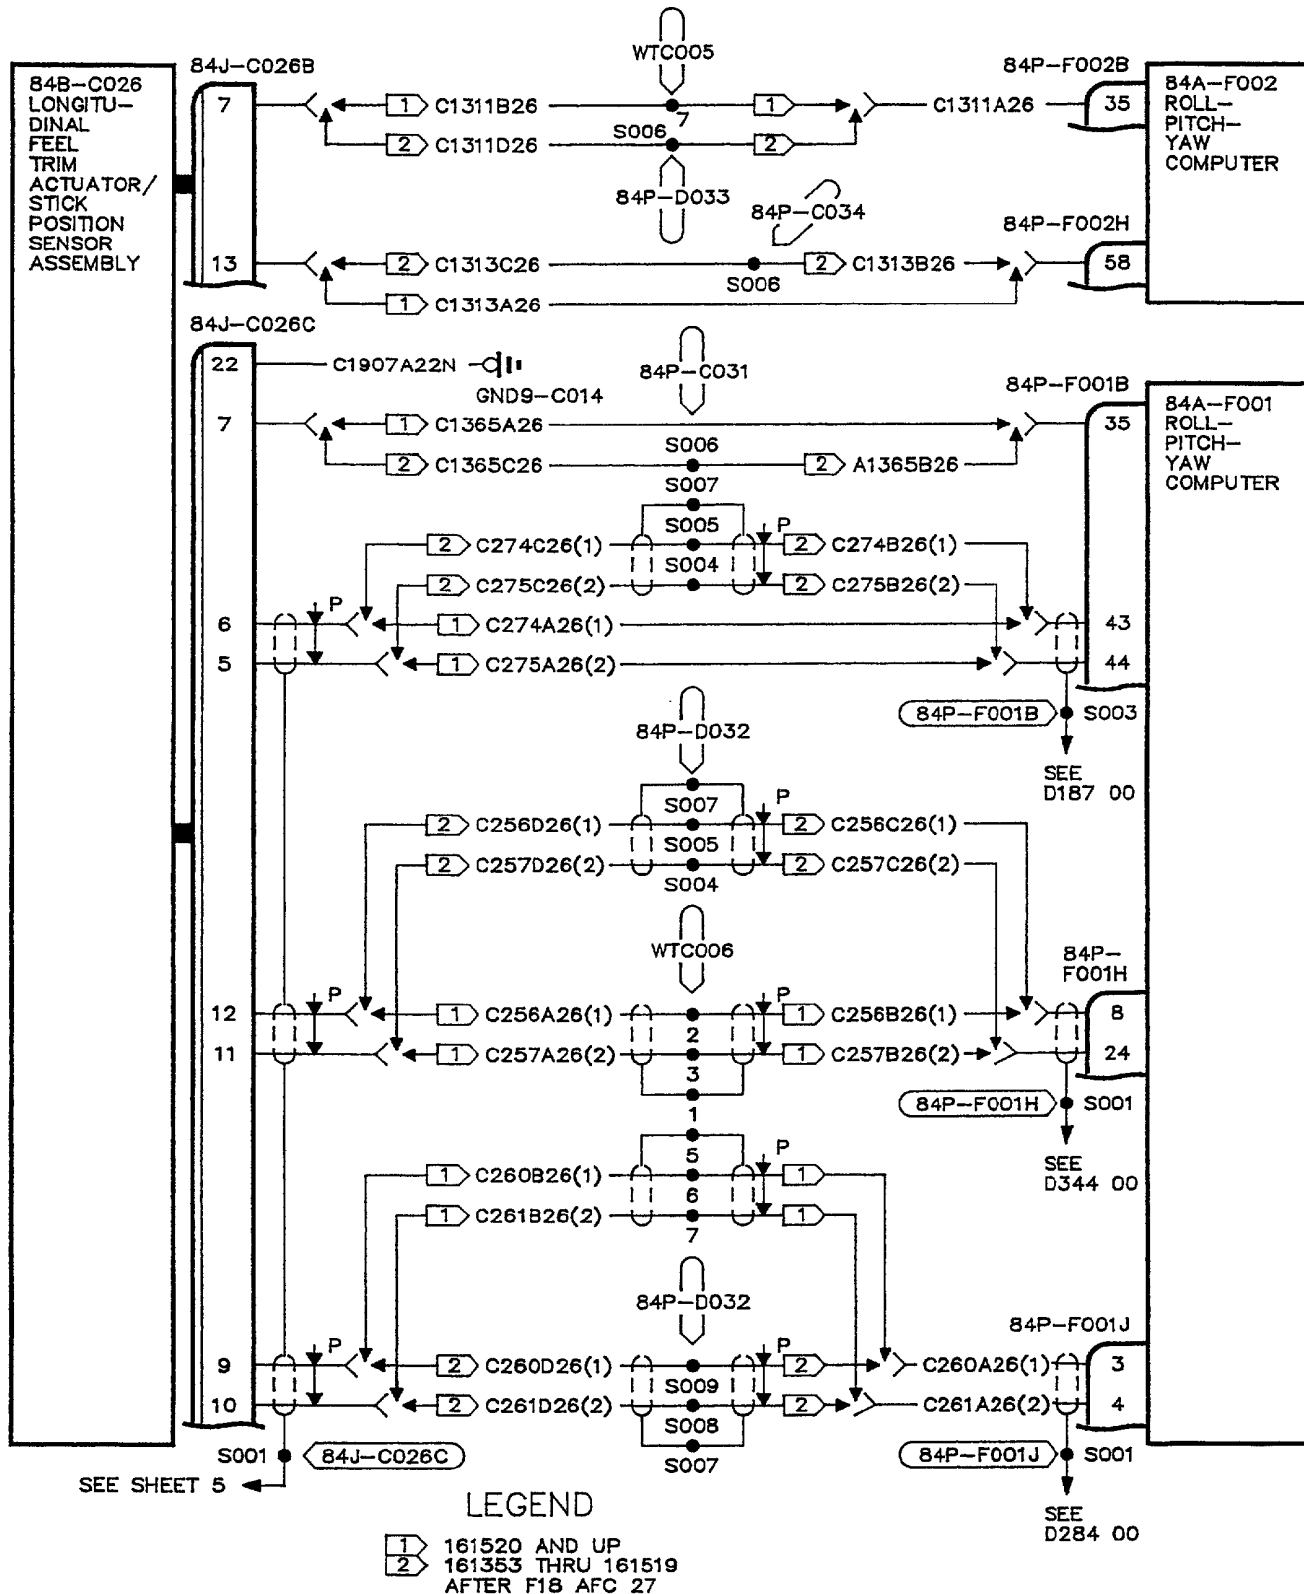 WTC005
84J-C026B
84P-F002B
84B-C026
LONGITU-
DINAL
FEEL
TRIM
ACTUATOR/
STICK
POSITION
SENSOR
ASSEMBLY
84A-F002
ROLL-
PITCH-
YAW
COMPUTER
7 1 C1311B26 7 1 C1311A26 35
2 C1311D26 S006 2
84P-D033
84P-C034
84P-F002H
13 2 C1313C26 S006 2 C1313B26 58
1 C1313A26
84J-C026C
22 C1907A22N
GND9-C014
84P-C031
84P-F001B
84A-F001
ROLL-
PITCH-
YAW
COMPUTER
7 1 C1365A26 35
S006
2 C1365C26 2 A1365B26
S007
S005 P
2 C274C26(1) 2 C274B26(1)
S004
2 C275C26(2) 2 C275B26(2)
P
6 1 C274A26(1) 43
5 1 C275A26(2) 44
84P-F001B S003
SEE
D187 00
84P-D032
S007 P
2 C256D26(1) 2 C256C26(1)
S005
2 C257D26(2) 2 C257C26(2)
S004
WTC006
84P-
F001H
P P
12 1 C256A26(1) 1 C256B26(1) 8
2
11 1 C257A26(2) 1 C257B26(2) 24
3
1
84P-F001H S001
SEE
D344 00
5 P
1 C260B26(1) 1
6
1 C261B26(2) 1
7
84P-D032
84P-F001J
P P
9 2 C260D26(1) 2 C260A26(1) 3
S009
10 2 C261D26(2) 2 C261A26(2) 4
S008
S007
S001 84J-C026C
84P-F001J S001
SEE SHEET 5
SEE
D284 00
LEGEND
1 161520 AND UP
2 161353 THRU 161519
AFTER F18 AFC 27